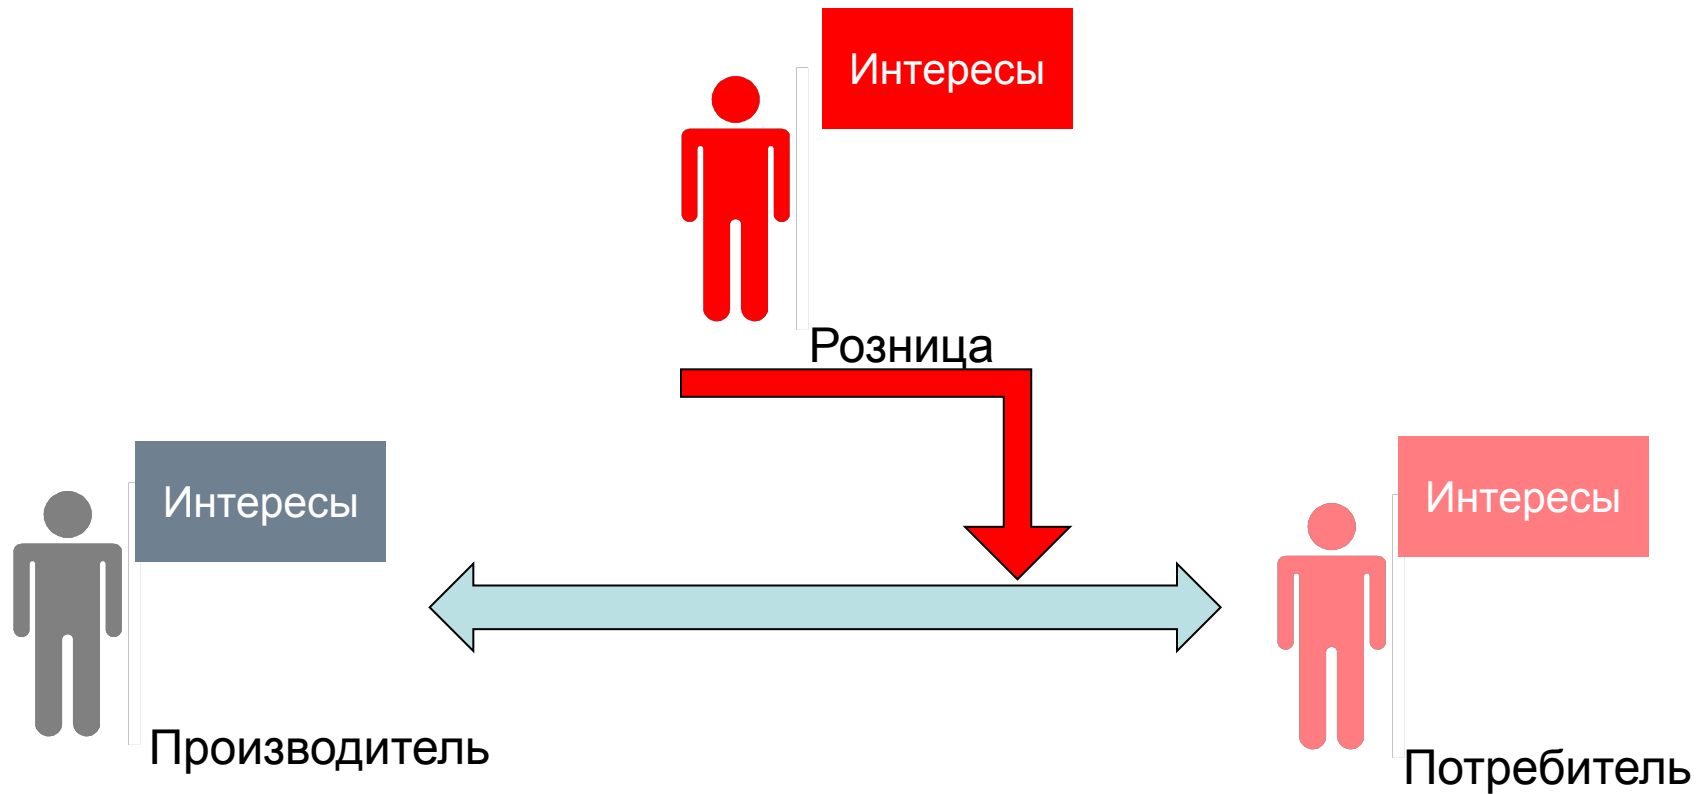 Интересы
Розница
Интересы
Интересы
Производитель
Потребитель